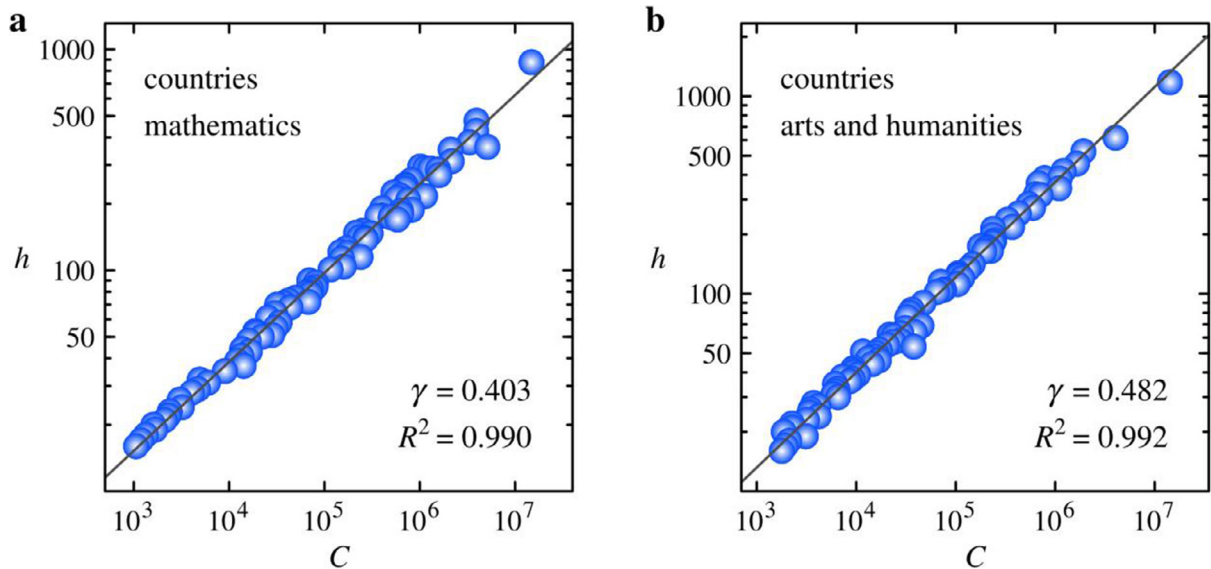 a
countries
mathematics
1000
500
100
50
h
γ = 0.403
R² = 0.990
10³ 10⁴ 10⁵ 10⁶ 10⁷
C
b
countries
arts and humanities
1000
500
100
50
h
γ = 0.482
R² = 0.992
10³ 10⁴ 10⁵ 10⁶ 10⁷
C